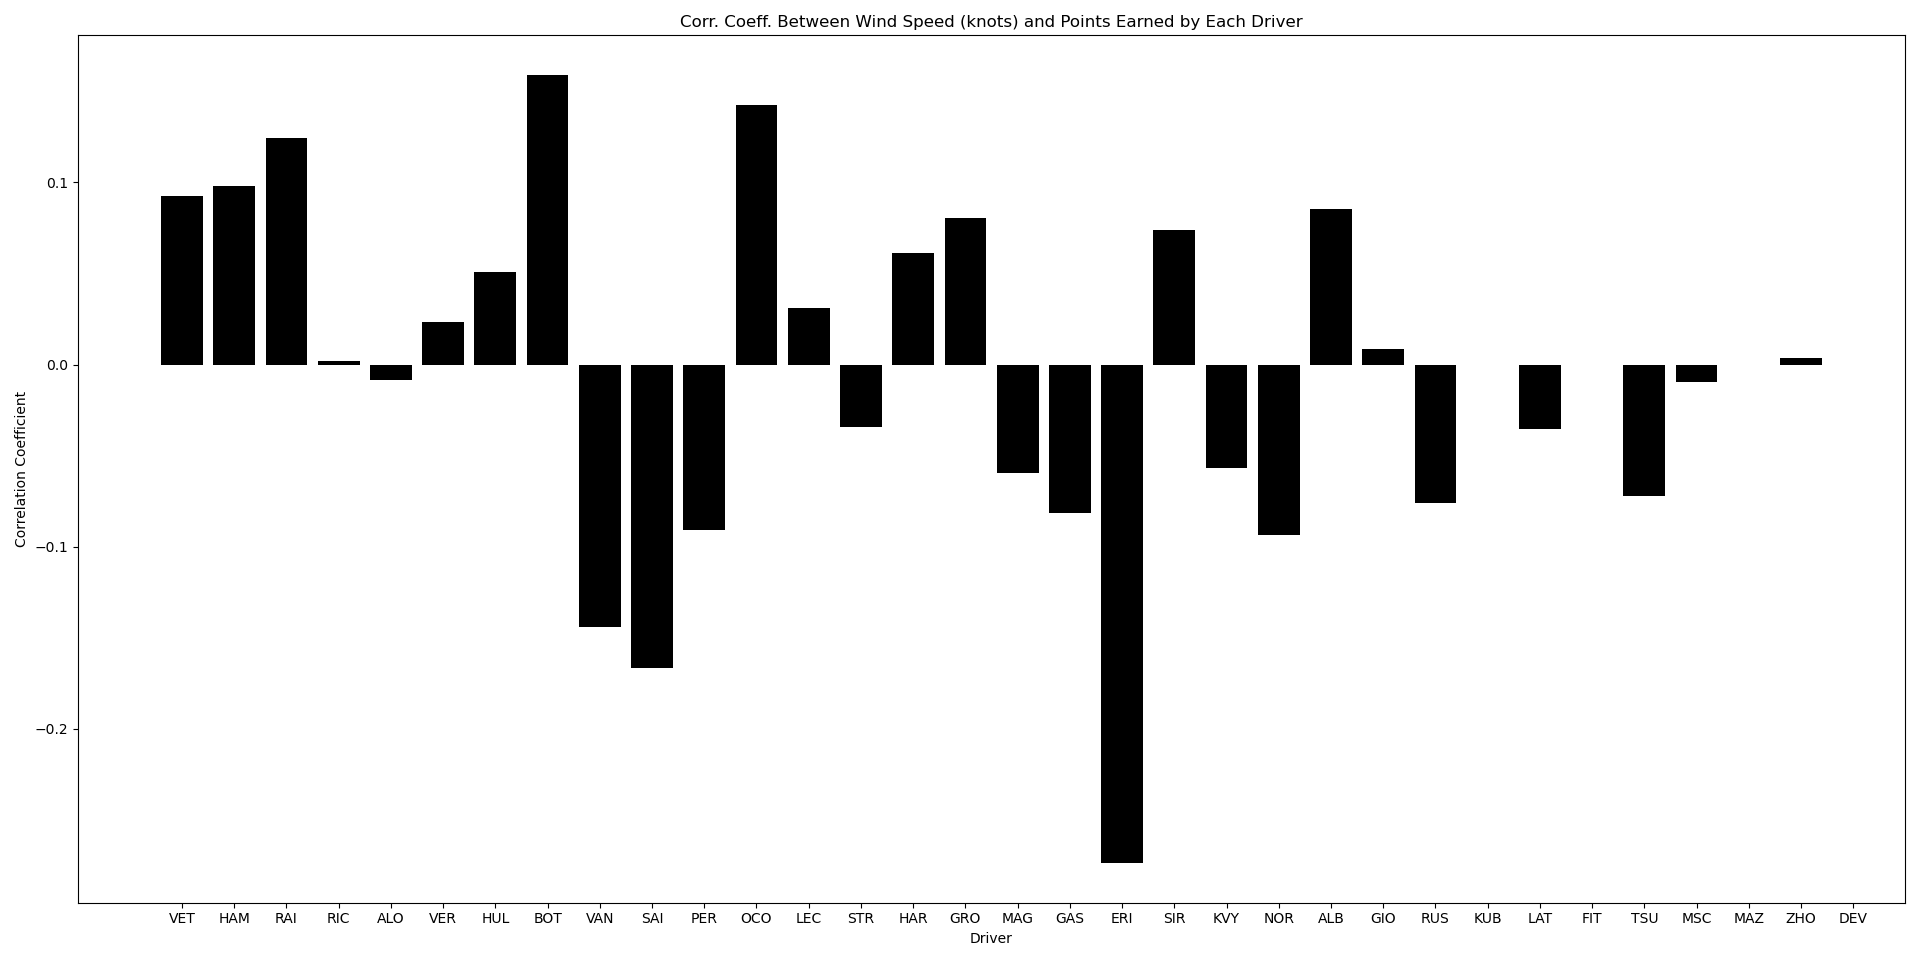 Corr. Coeff. Between Wind Speed (knots) and Points Earned by Each Driver
Correlation Coefficient
0.1
0.0
−0.1
−0.2
VET HAM RAI RIC ALO VER HUL BOT VAN SAI PER OCO LEC STR HAR GRO MAG GAS ERI SIR KVY NOR ALB GIO RUS KUB LAT FIT TSU MSC MAZ ZHO DEV
Driver